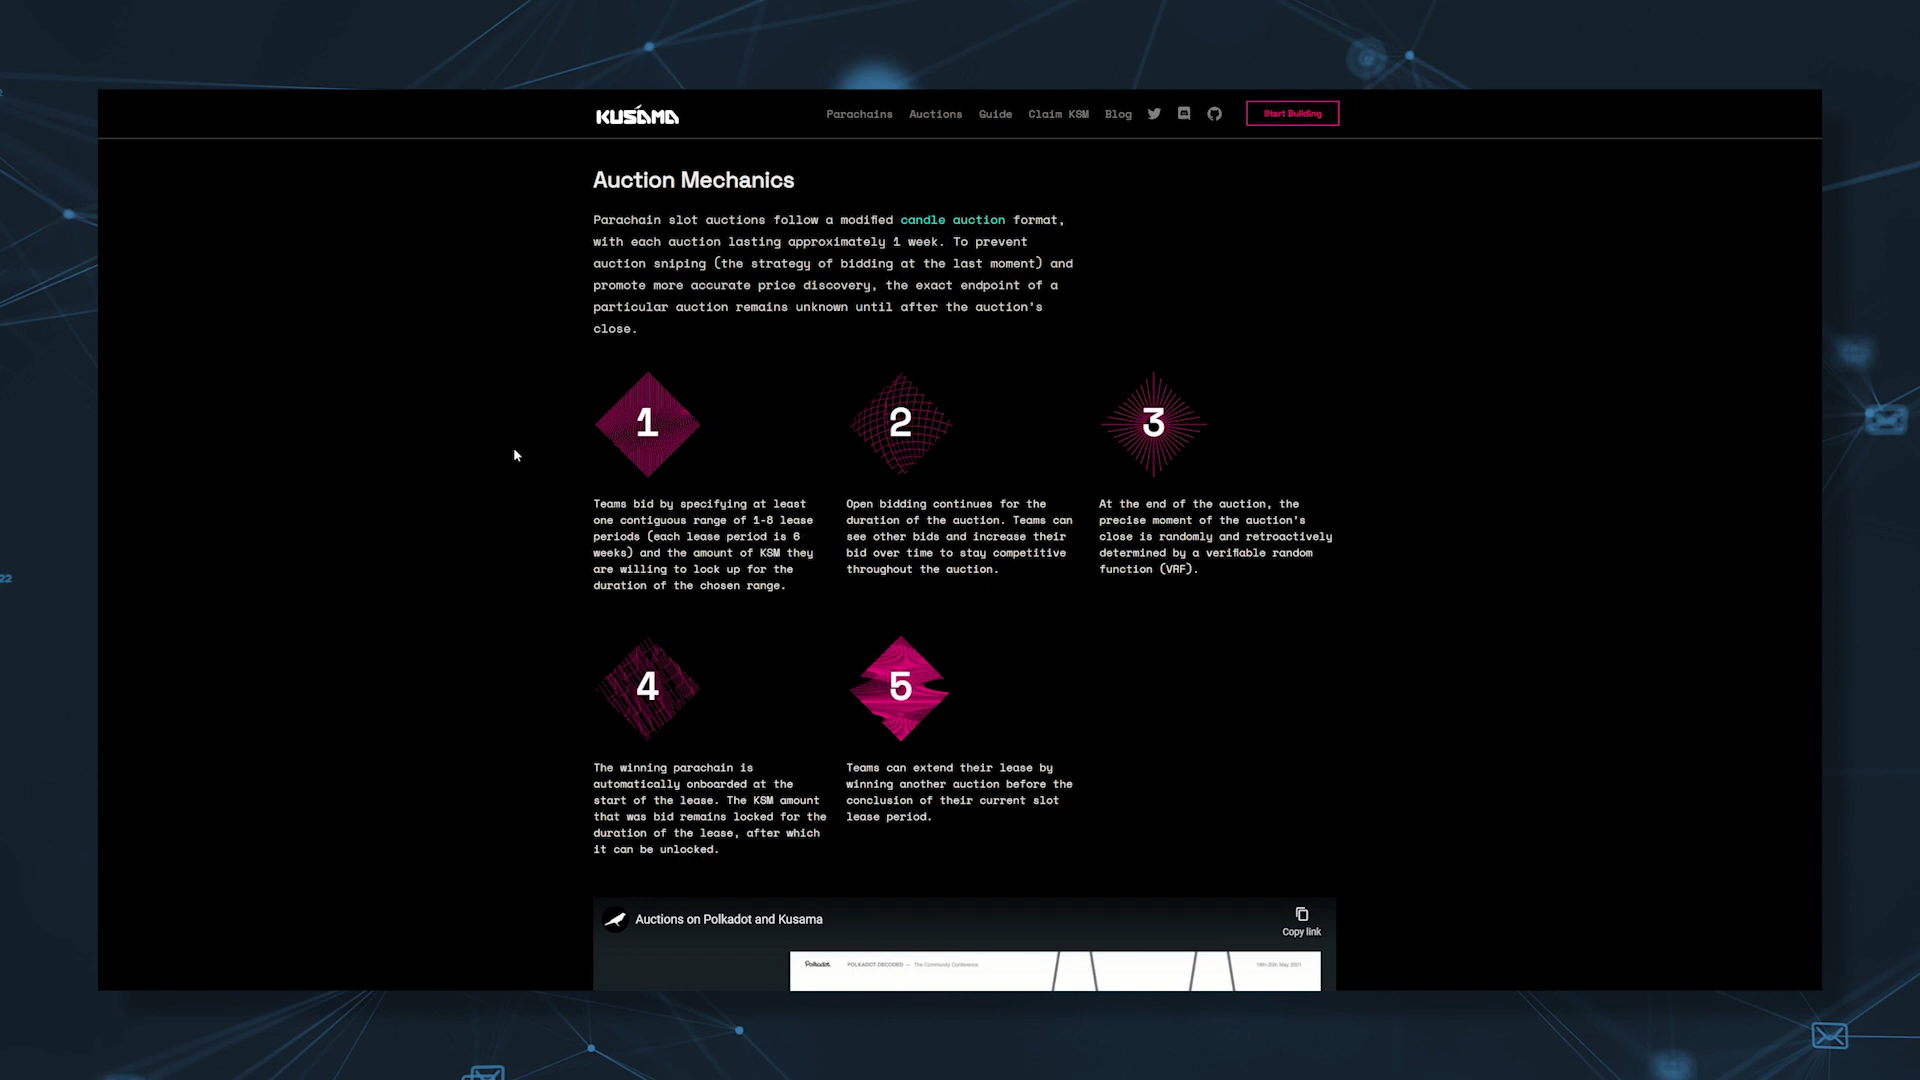 KUSAMA
Parachains Auctions Guide Claim KSM Blog Start Building
Auction Mechanics
Parachain slot auctions follow a modified candle auction format,
with each auction lasting approximately 1 week. To prevent
auction sniping (the strategy of bidding at the last moment) and
promote more accurate price discovery, the exact endpoint of a
particular auction remains unknown until after the auction's
close.
1
Teams bid by specifying at least
one contiguous range of 1-8 lease
periods (each lease period is 6
weeks) and the amount of KSM they
are willing to lock up for the
duration of the chosen range.
2
Open bidding continues for the
duration of the auction. Teams can
see other bids and increase their
bid over time to stay competitive
throughout the auction.
3
At the end of the auction, the
precise moment of the auction's
close is randomly and retroactively
determined by a verifiable random
function (VRF).
4
The winning parachain is
automatically onboarded at the
start of the lease. The KSM amount
that was bid remains locked for the
duration of the lease, after which
it can be unlocked.
5
Teams can extend their lease by
winning another auction before the
conclusion of their current slot
lease period.
Auctions on Polkadot and Kusama
Copy link
Polkadot. POLKADOT DECODED — The Community Conference 19th-20th May 2021
22